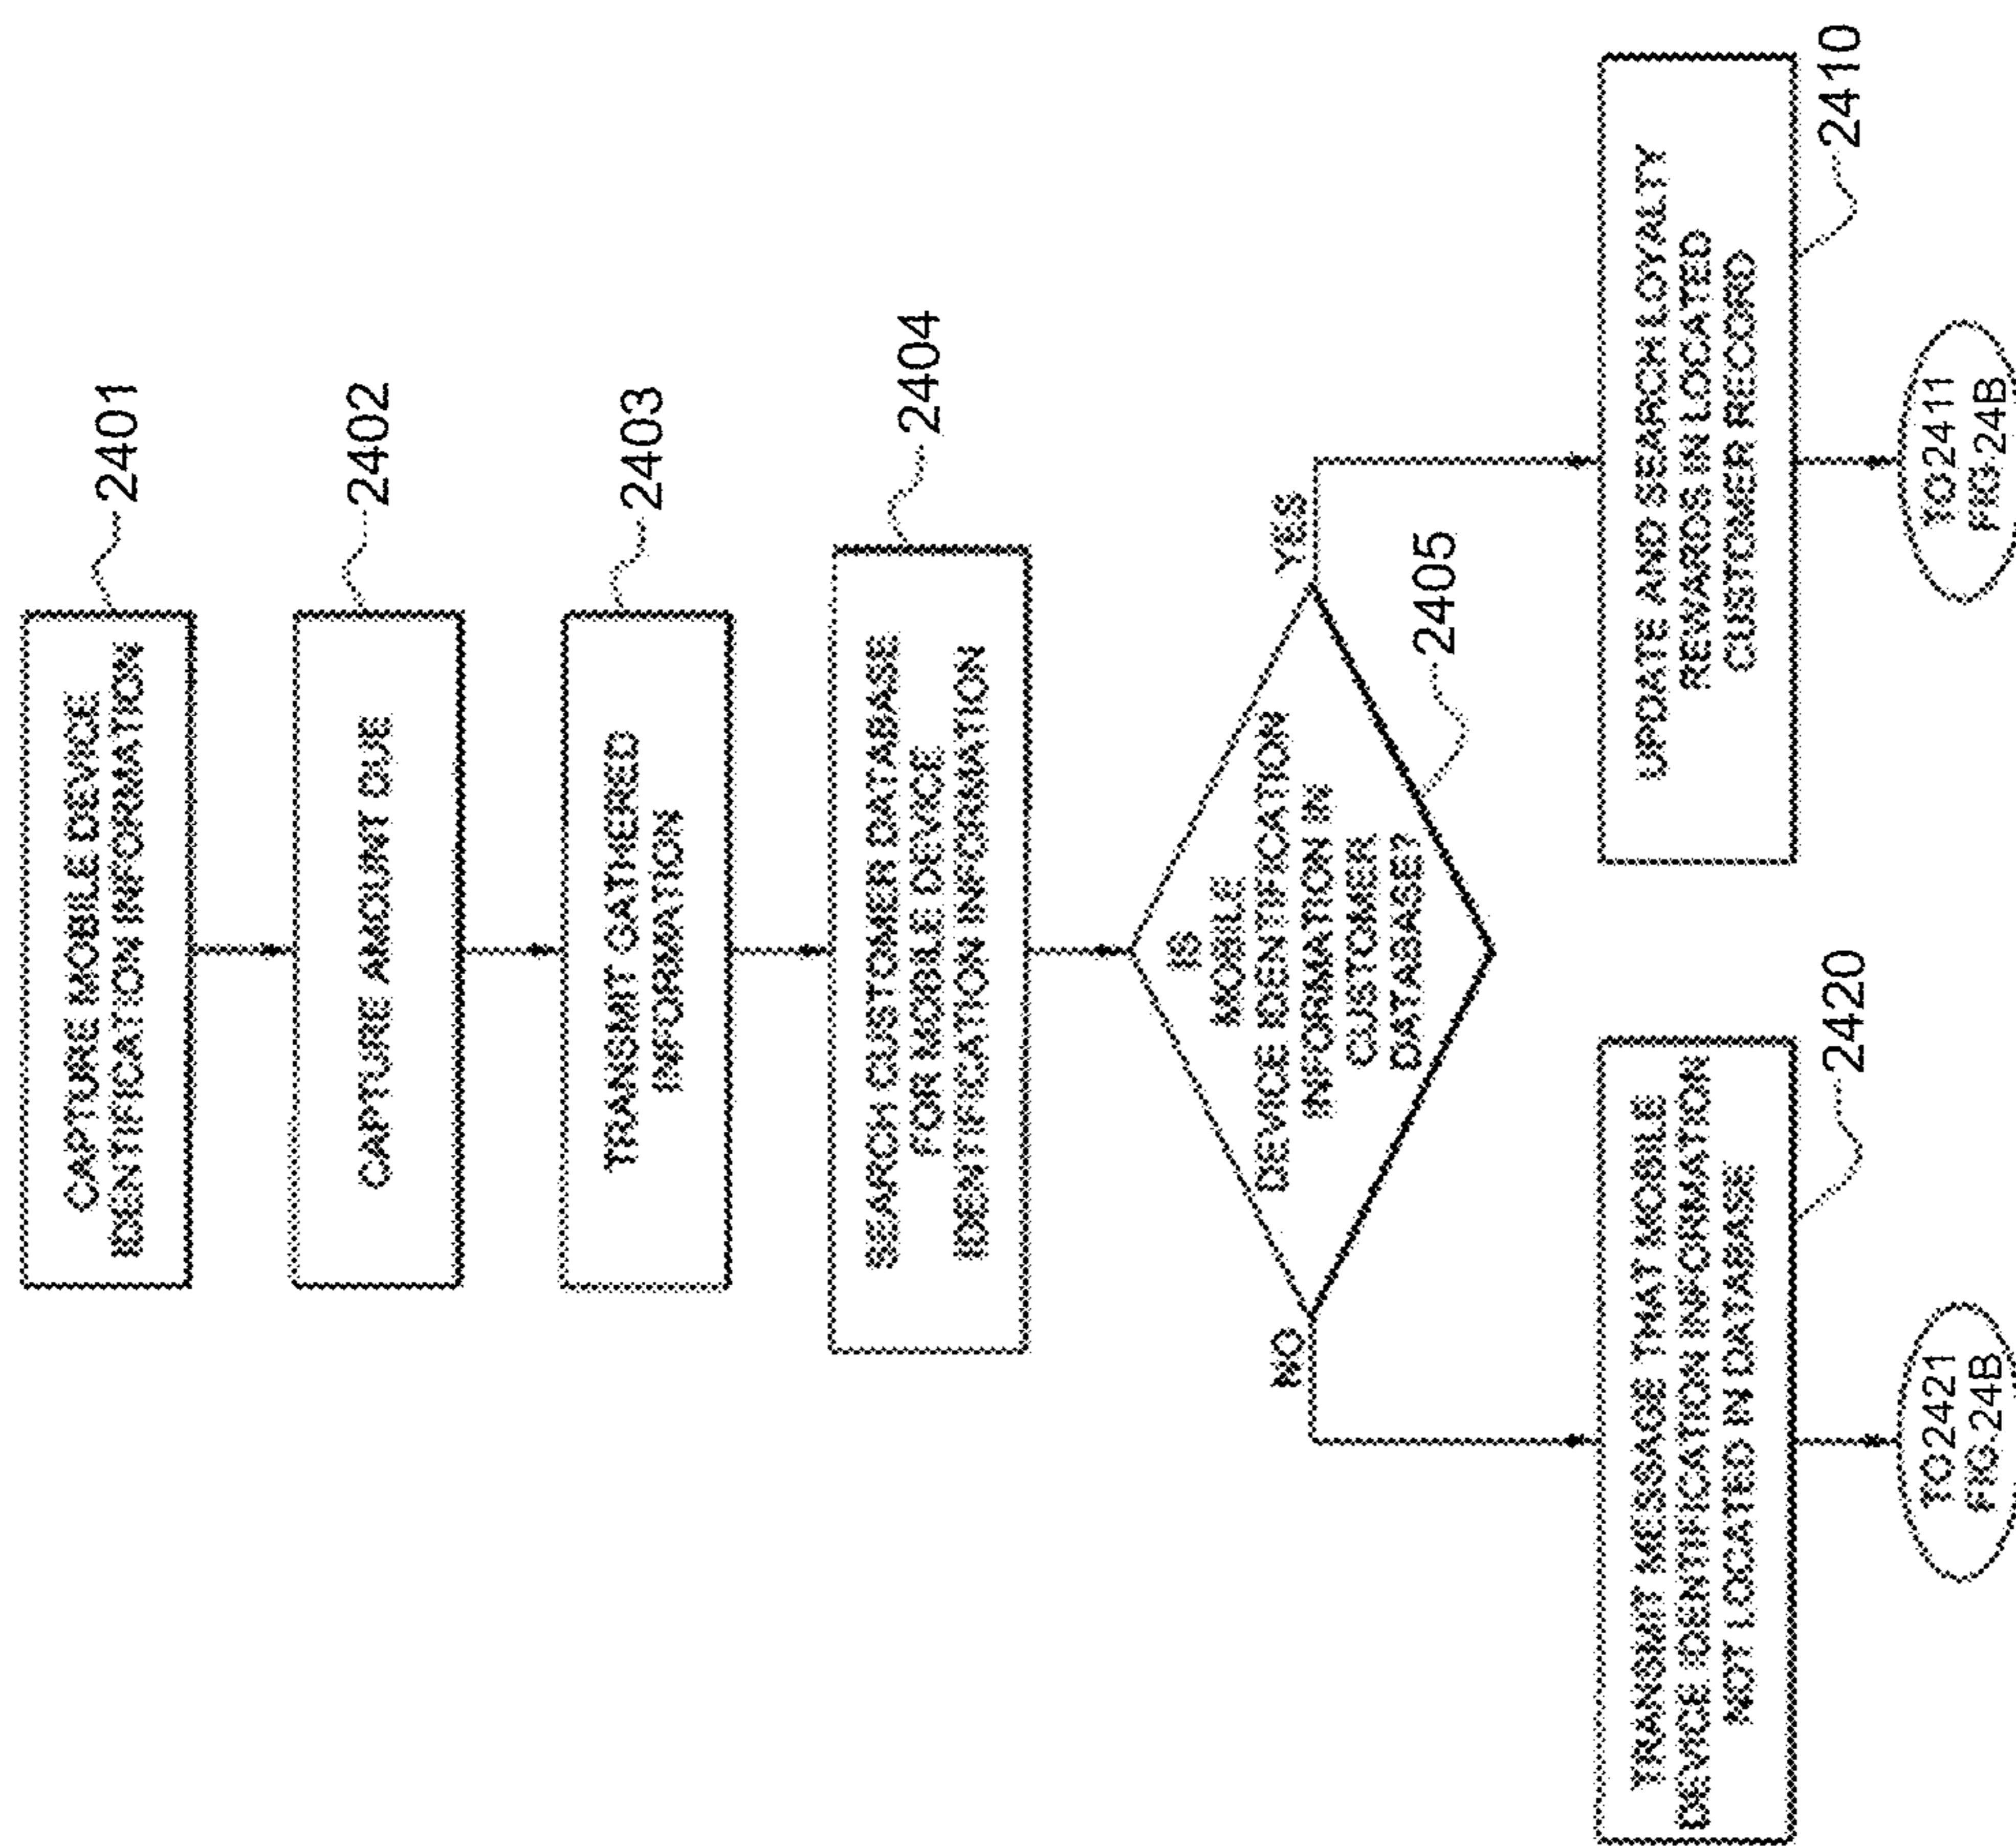 CAPTURE MOBILE DEVICE
IDENTIFICATION INFORMATION
2401
CAPTURE AMOUNT DUE
2402
TRANSMIT GATHERED
INFORMATION
2403
SEARCH CUSTOMER DATABASE
FOR MOBILE DEVICE
IDENTIFICATION INFORMATION
2404
IS
MOBILE
DEVICE IDENTIFICATION
INFORMATION IN
CUSTOMER
DATABASE?
2405
NO
YES
TRANSMIT MESSAGE THAT MOBILE
DEVICE IDENTIFICATION INFORMATION
NOT LOCATED IN DATABASE
2420
UPDATE AND SEARCH LOYALTY
REWARDS IN LOCATED
CUSTOMER RECORD
2410
TO 2421
FIG. 24B
TO 2411
FIG. 24B